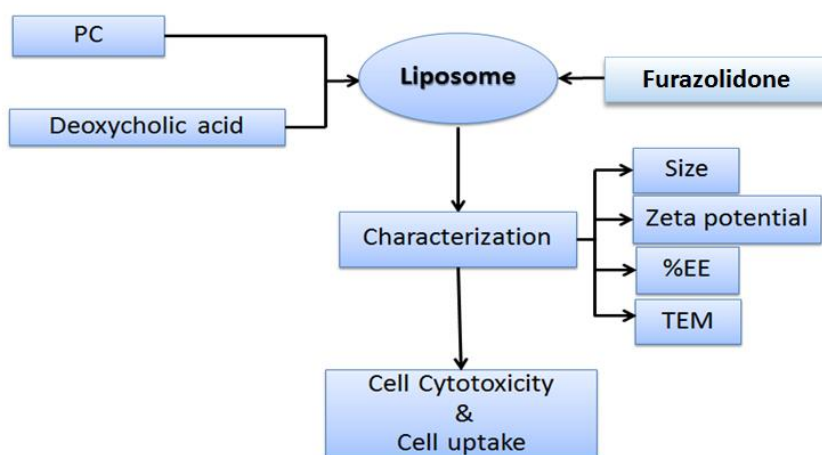 PC
Liposome
Furazolidone
Deoxycholic acid
Size
Characterization
Zeta potential
%EE
TEM
Cell Cytotoxicity
&
Cell uptake